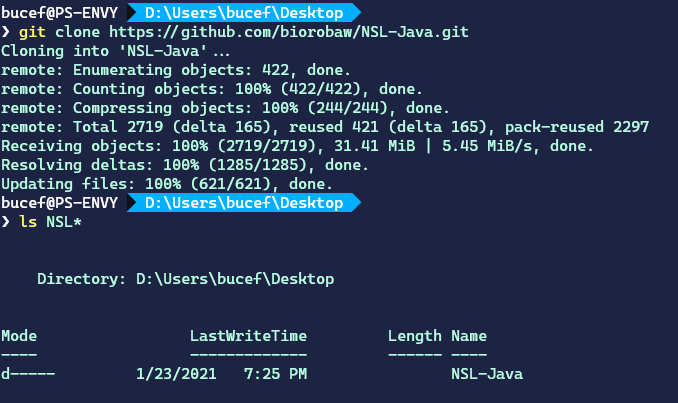 bucef@PS-ENVY D:\Users\bucef\Desktop
❯ git clone https://github.com/biorobaw/NSL-Java.git
Cloning into 'NSL-Java'...
remote: Enumerating objects: 422, done.
remote: Counting objects: 100% (422/422), done.
remote: Compressing objects: 100% (244/244), done.
remote: Total 2719 (delta 165), reused 421 (delta 165), pack-reused 2297
Receiving objects: 100% (2719/2719), 31.41 MiB | 5.45 MiB/s, done.
Resolving deltas: 100% (1285/1285), done.
Updating files: 100% (621/621), done.
bucef@PS-ENVY D:\Users\bucef\Desktop
❯ ls NSL*
Directory: D:\Users\bucef\Desktop
Mode LastWriteTime Length Name
---- ------------- ------ ----
d----- 1/23/2021 7:25 PM NSL-Java